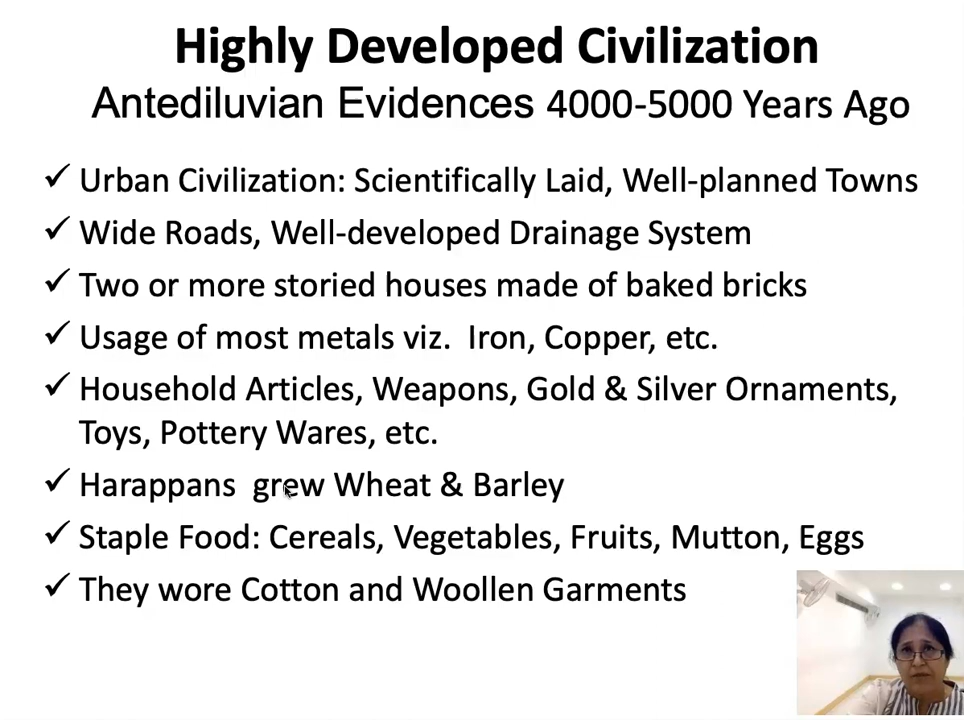 Highly Developed Civilization
Antediluvian Evidences 4000-5000 Years Ago
✓ Urban Civilization: Scientifically Laid, Well-planned Towns
✓ Wide Roads, Well-developed Drainage System
✓ Two or more storied houses made of baked bricks
✓ Usage of most metals viz. Iron, Copper, etc.
✓ Household Articles, Weapons, Gold & Silver Ornaments,
Toys, Pottery Wares, etc.
✓ Harappans grew Wheat & Barley
✓ Staple Food: Cereals, Vegetables, Fruits, Mutton, Eggs
✓ They wore Cotton and Woollen Garments